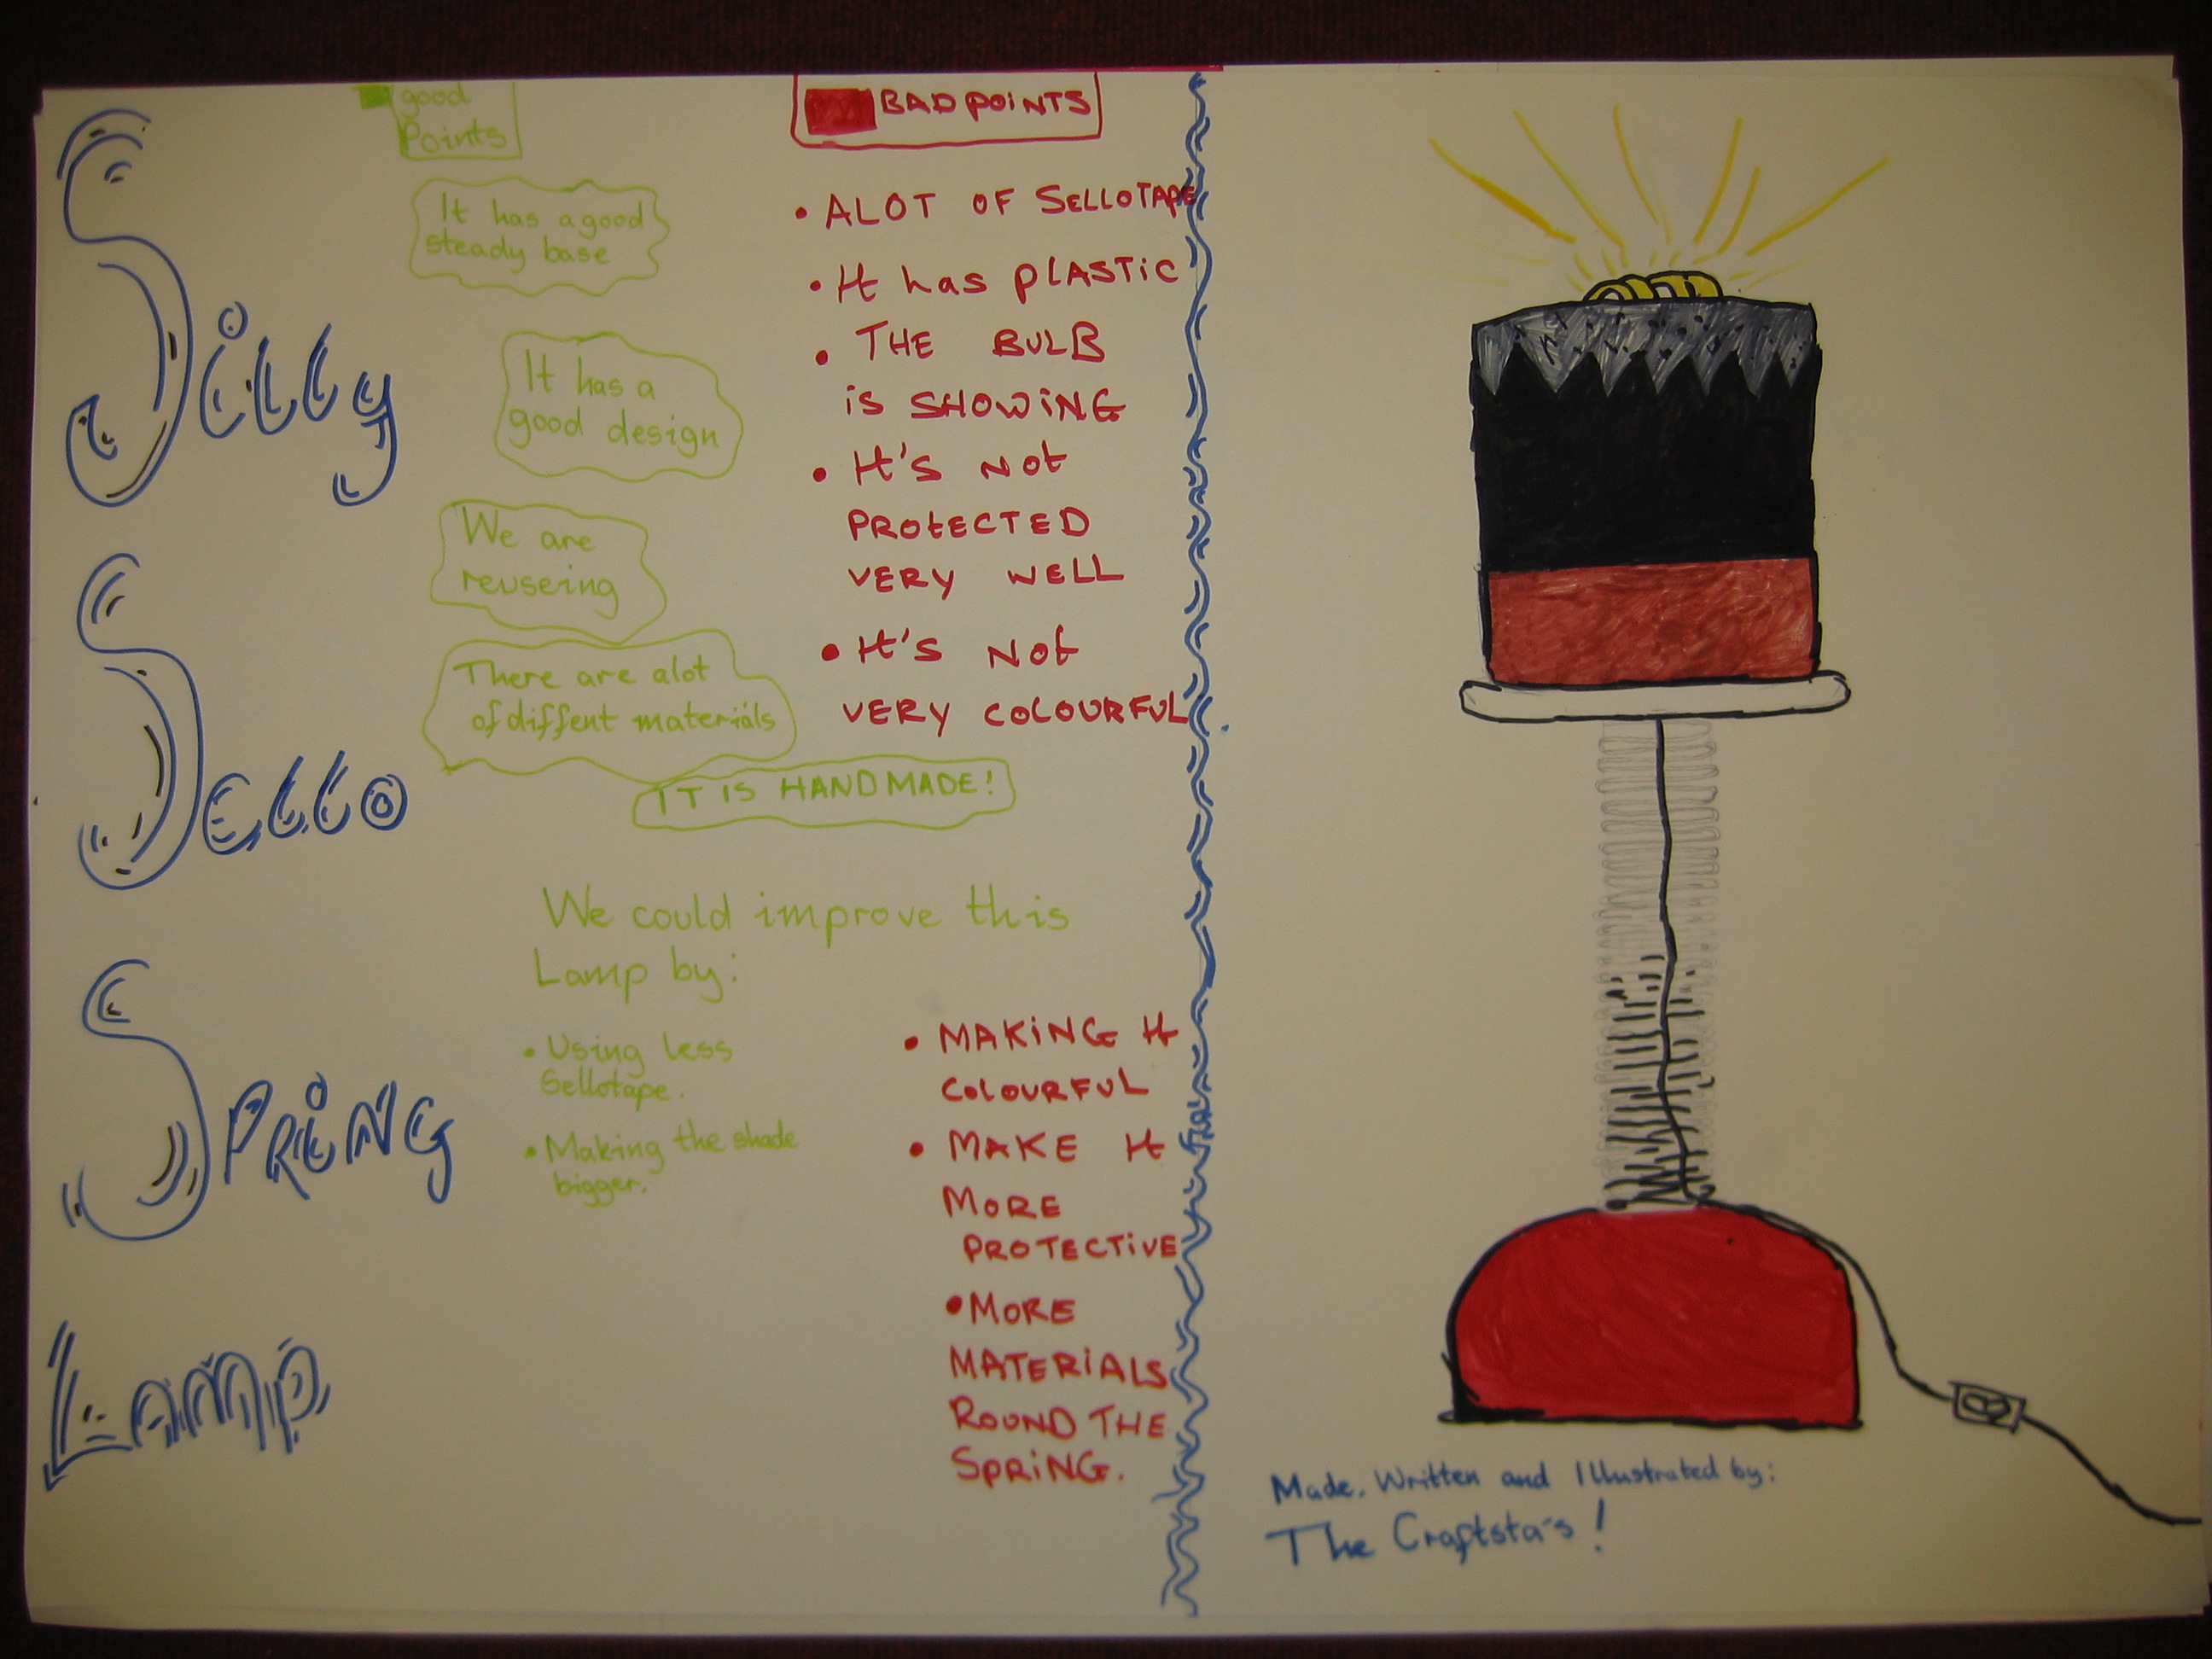 Silly
Sello
Spring
Lamp
good
Points
It has a good
steady base
It has a
good design
We are
reuseing
There are alot
of diffent materials
IT IS HANDMADE!
BAD POiNTS
• ALOT OF SELLOTAPE
• It has pLASTiC
• THE BULB
iS SHOWiNG
• It's Not
PROtECTED
VERY WELL
• It's Not
VERY COLOURFUL
We could improve this
Lamp by:
• Using less
Sellotape.
• Making the shade
bigger.
• MAKiNG It
COLOURFUL
• MAKE It
MORE
PROTECTiVE
• MORE
MATERiALS
ROUND THE
SPRiNG.
Made, Written and Illustrated by:
The Craftsta's!